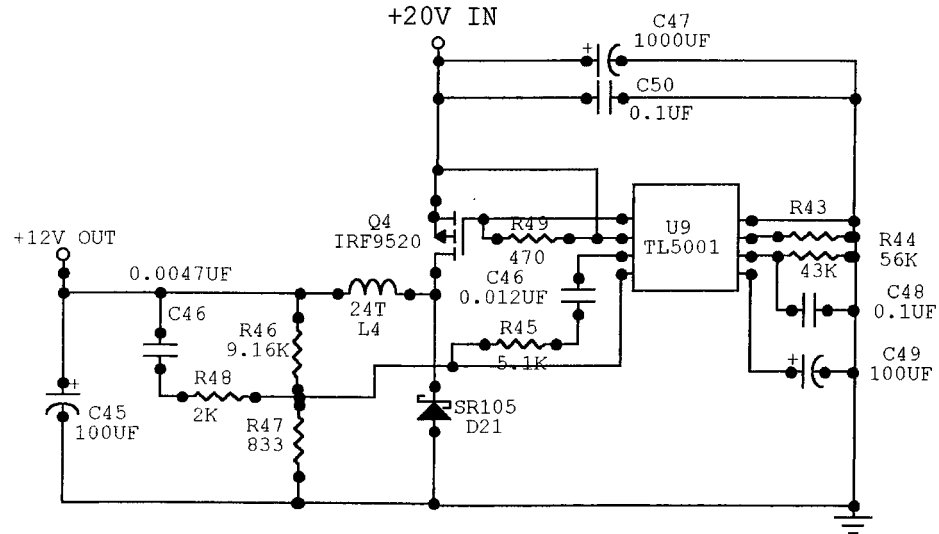 +20V IN
C47
1000UF
C50
0.1UF
Q4
IRF9520
R49
470
U9
TL5001
R43
R44
56K
43K
+12V OUT
0.0047UF
C46
24T
L4
C46
0.012UF
C48
0.1UF
R46
9.16K
R45
5.1K
C49
100UF
R48
2K
SR105
D21
C45
100UF
R47
833